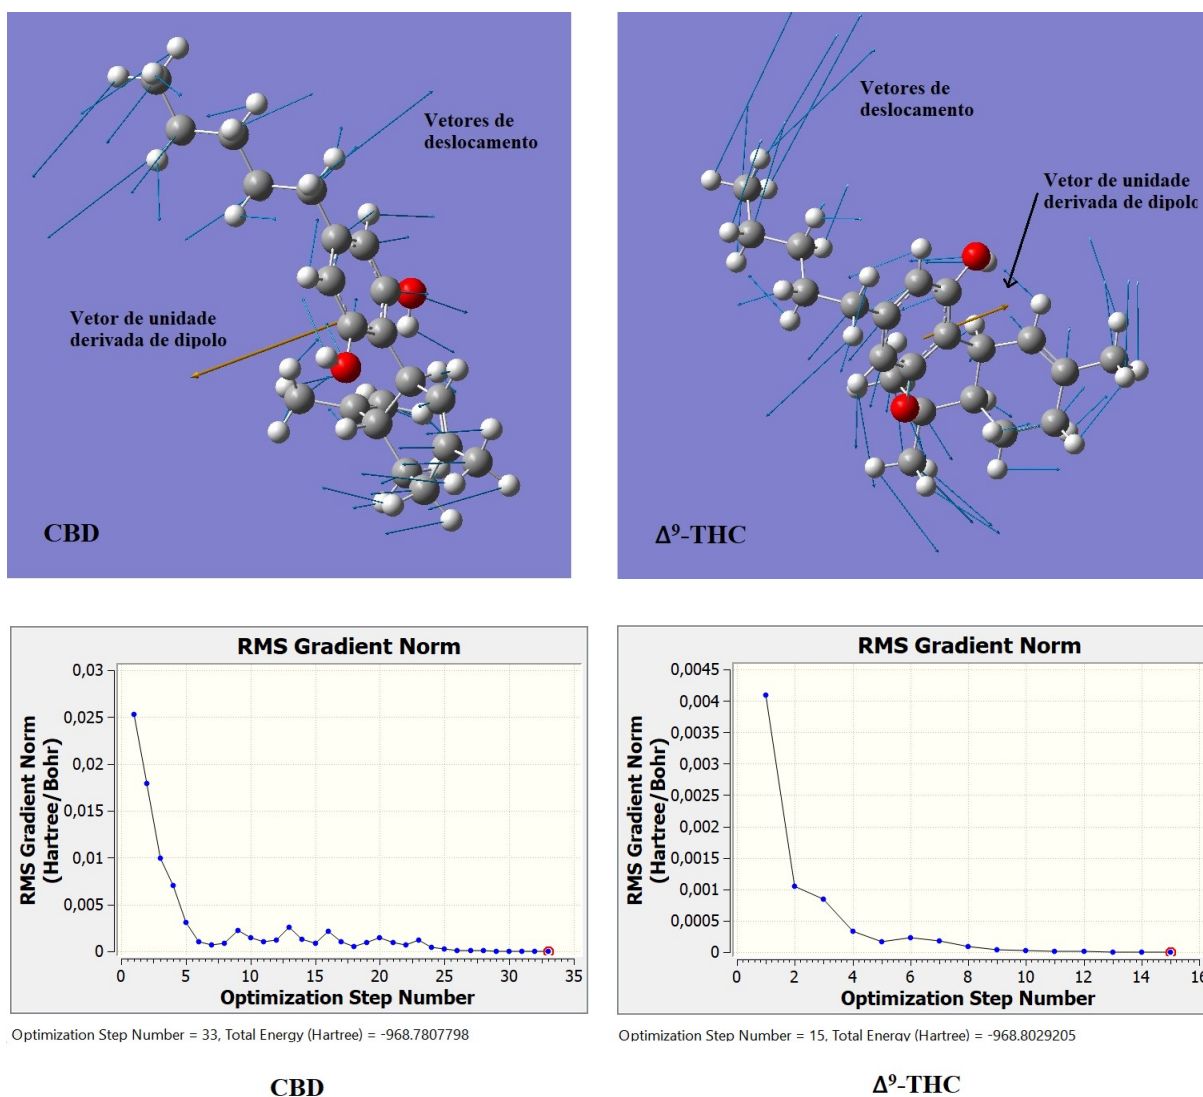 Vetores de
deslocamento
Vetor de unidade
derivada de dipolo
CBD
Vetores de
deslocamento
Vetor de unidade
derivada de dipolo
Δ⁹-THC
RMS Gradient Norm
RMS Gradient Norm
(Hartree/Bohr)
0,03
0,025
0,02
0,015
0,01
0,005
0
0 5 10 15 20 25 30 35
Optimization Step Number
Optimization Step Number = 33, Total Energy (Hartree) = -968.7807798
CBD
RMS Gradient Norm
RMS Gradient Norm
(Hartree/Bohr)
0,0045
0,004
0,0035
0,003
0,0025
0,002
0,0015
0,001
0,0005
0
0 2 4 6 8 10 12 14 16
Optimization Step Number
Optimization Step Number = 15, Total Energy (Hartree) = -968.8029205
Δ⁹-THC